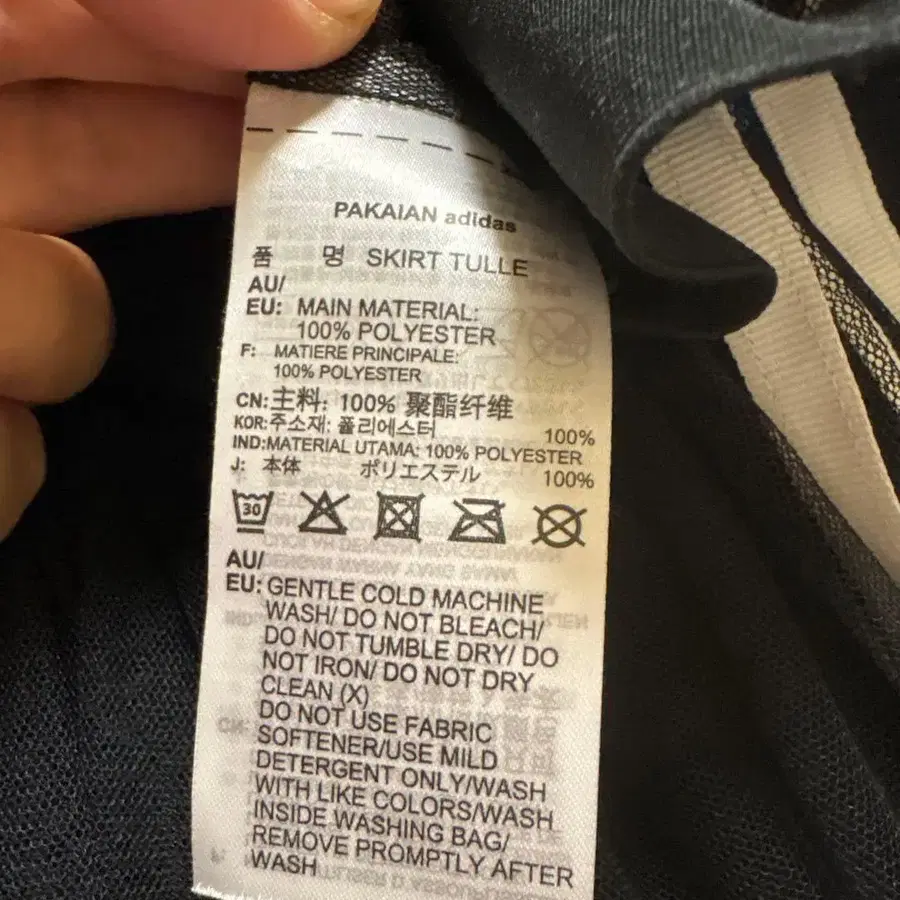 PAKAIAN adidas
품 명 SKIRT TULLE
AU/
EU: MAIN MATERIAL:
100% POLYESTER
F: MATIERE PRINCIPALE:
100% POLYESTER
CN:主料: 100% 聚酯纤维
KOR:주소재: 폴리에스터 100%
IND:MATERIAL UTAMA: 100% POLYESTER
J: 本体 ポリエステル 100%
30
AU/
EU: GENTLE COLD MACHINE
WASH/ DO NOT BLEACH/
DO NOT TUMBLE DRY/ DO
NOT IRON/ DO NOT DRY
CLEAN (X)
DO NOT USE FABRIC
SOFTENER/USE MILD
DETERGENT ONLY/WASH
WITH LIKE COLORS/WASH
INSIDE WASHING BAG/
REMOVE PROMPTLY AFTER
WASH